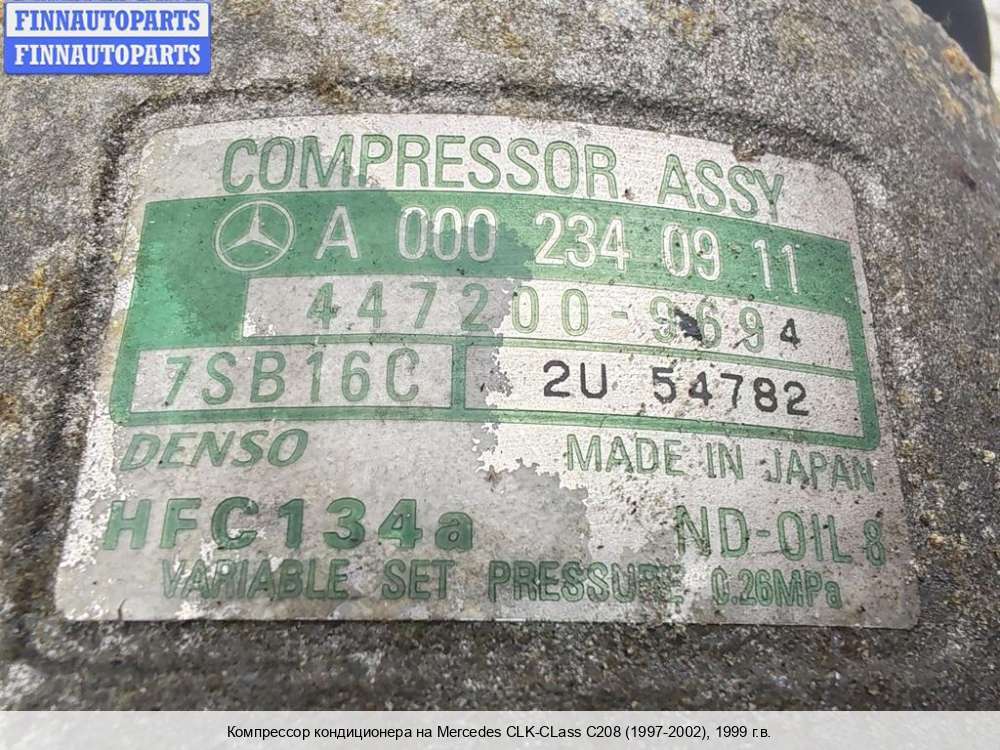 FINNAUTOPARTS
FINNAUTOPARTS
COMPRESSOR ASSY
A 000 234 09 11
447200-9694
7SB16C 2U 54782
DENSO MADE IN JAPAN
HFC134a ND-OIL 8
VARIABLE SET PRESSURE 0.26MPa
Компрессор кондиционера на Mercedes CLK-CLass C208 (1997-2002), 1999 г.в.